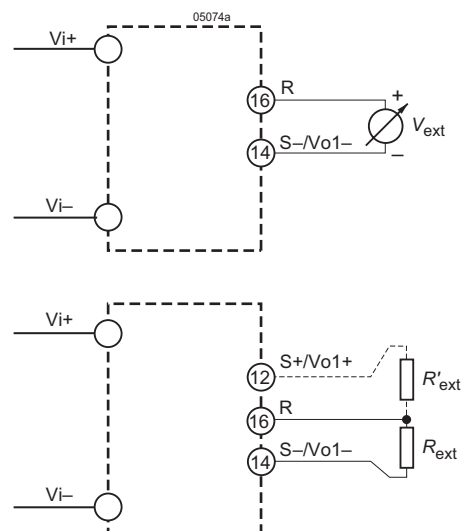 05074a
Vi+
16 R
+
Vext
14 S–/Vo1–
–
Vi–
Vi+
12 S+/Vo1+
R'ext
16 R
14 S–/Vo1–
Rext
Vi–